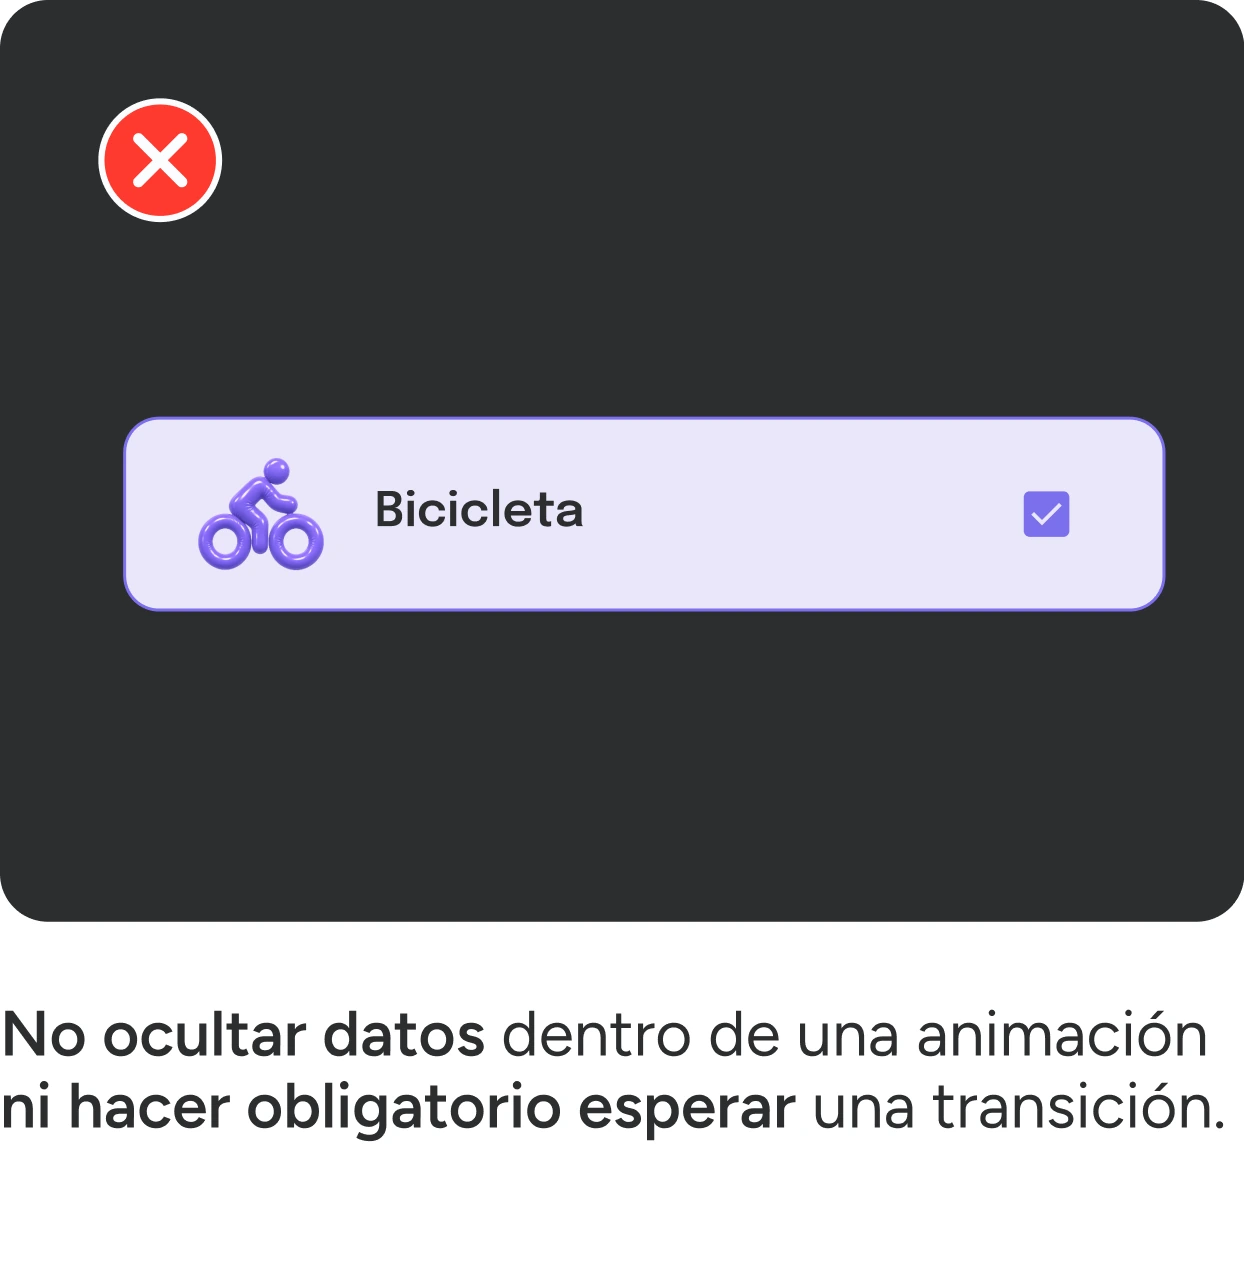 Bicicleta
No ocultar datos dentro de una animación
ni hacer obligatorio esperar una transición.